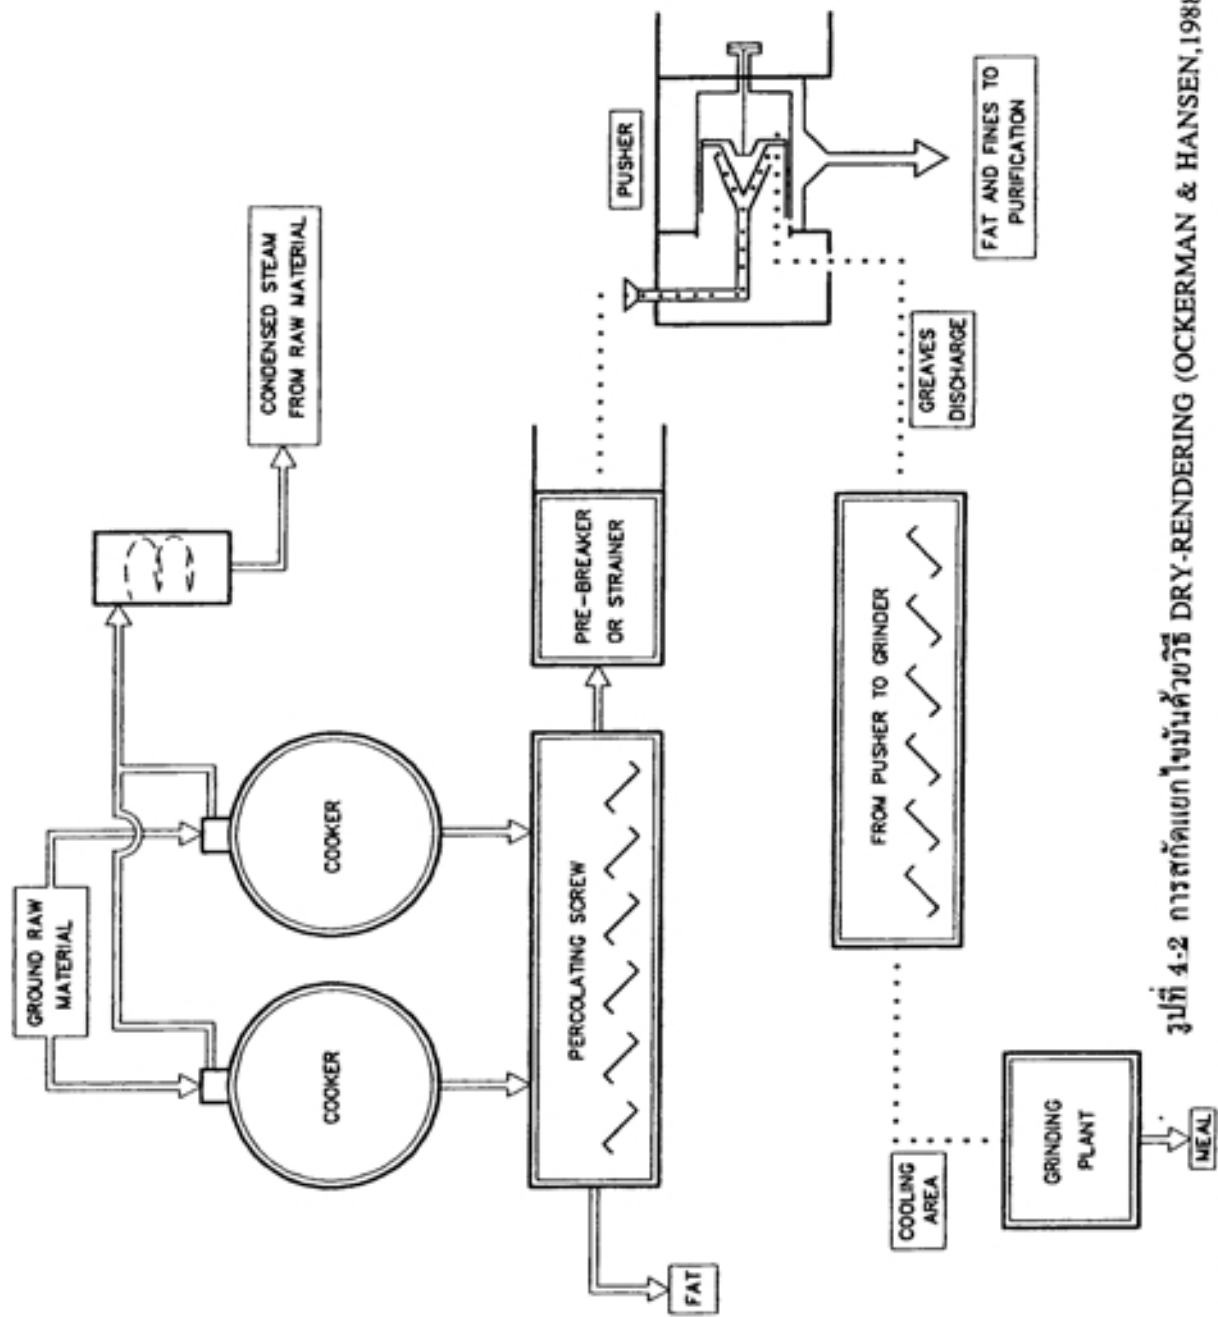 GROUND RAW
MATERIAL
CONDENSED STEAM
FROM RAW MATERIAL
COOKER
COOKER
PERCOLATING SCREW
PRE-BREAKER
OR STRAINER
PUSHER
FAT
FAT AND FINES TO
PURIFICATION
GREAVES
DISCHARGE
FROM PUSHER TO GRINDER
COOLING
AREA
GRINDING
PLANT
MEAL
รูปที่ 4-2 การสกัดแยกไขมันด้วยวิธี DRY-RENDERING (OCKERMAN & HANSEN,1988